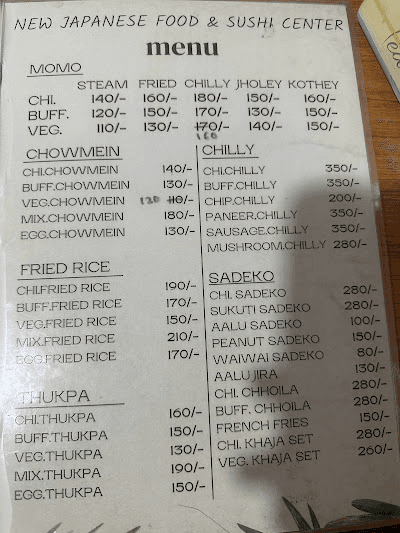 NEW JAPANESE FOOD & SUSHI CENTER
menu
MOMO
STEAM FRIED CHILLY JHOLEY KOTHEY
CHI. 140/- 160/- 180/- 150/- 160/-
BUFF. 120/- 150/- 170/- 130/- 150/-
VEG. 110/- 130/- 170/- 140/- 150/-
160
CHOWMEIN
CHI.CHOWMEIN 140/-
BUFF.CHOWMEIN 130/-
VEG.CHOWMEIN 120 110/-
MIX.CHOWMEIN 180/-
EGG.CHOWMEIN 130/-
FRIED RICE
CHI.FRIED RICE 190/-
BUFF.FRIED RICE 170/-
VEG.FRIED RICE 150/-
MIX.FRIED RICE 210/-
EGG.FRIED RICE 170/-
THUKPA
CHI.THUKPA 160/-
BUFF.THUKPA 150/-
VEG.THUKPA 130/-
MIX.THUKPA 190/-
EGG.THUKPA 150/-
CHILLY
CHI.CHILLY 350/-
BUFF.CHILLY 350/-
CHIP.CHILLY 200/-
PANEER.CHILLY 350/-
SAUSAGE.CHILLY 350/-
MUSHROOM.CHILLY 280/-
SADEKO
CHI. SADEKO 280/-
SUKUTI SADEKO 280/-
AALU SADEKO 100/-
PEANUT SADEKO 150/-
WAIWAI SADEKO 80/-
AALU JIRA 130/-
CHI. CHHOILA 280/-
BUFF. CHHOILA 280/-
FRENCH FRIES 150/-
CHI. KHAJA SET 280/-
VEG. KHAJA SET 260/-